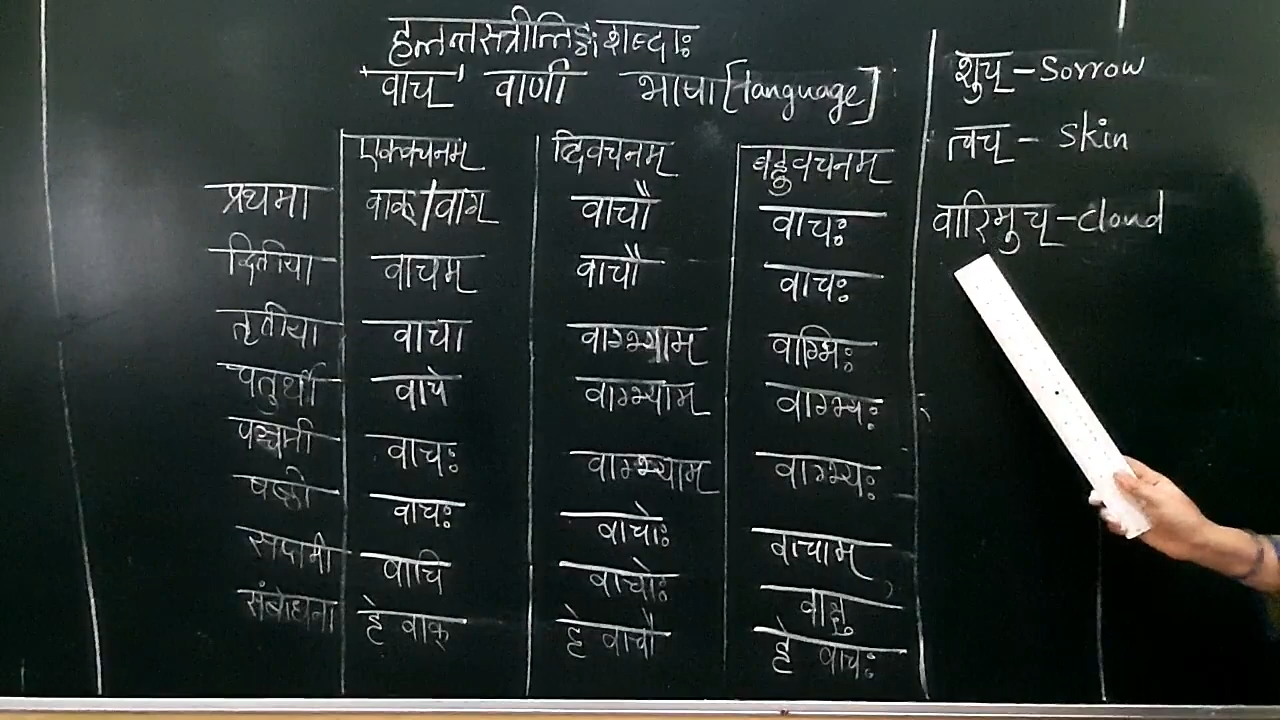 हलन्तस्त्रीलिङ्गः शब्दाः
'वाच्' वाणी भाषा [language]
एकवचनम् द्विवचनम् बहुवचनम्
प्रथमा वाक्/वाग् वाचौ वाचः
द्वितीया वाचम् वाचौ वाचः
तृतीया वाचा वाग्भ्याम् वाग्भिः
चतुर्थी वाचे वाग्भ्याम् वाग्भ्यः
पञ्चमी वाचः वाग्भ्याम् वाग्भ्यः
षष्ठी वाचः वाचोः वाचाम्
सप्तमी वाचि वाचोः वाक्षु
संबोधना हे वाक् हे वाचौ हे वाचः
शुच् - Sorrow
त्वच् - Skin
वारिमुच् - Cloud